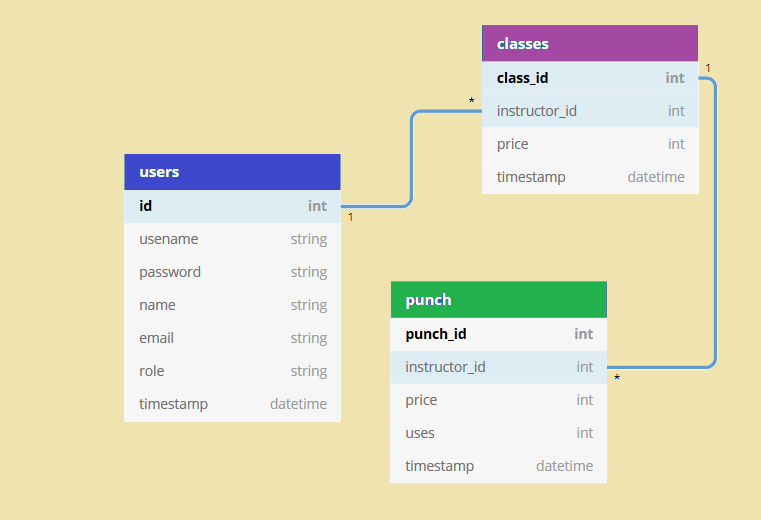 classes
class_id int
instructor_id int
price int
timestamp datetime
1
*
users
id int
usename string
password string
name string
email string
role string
timestamp datetime
1
punch
punch_id int
instructor_id int
price int
uses int
timestamp datetime
*